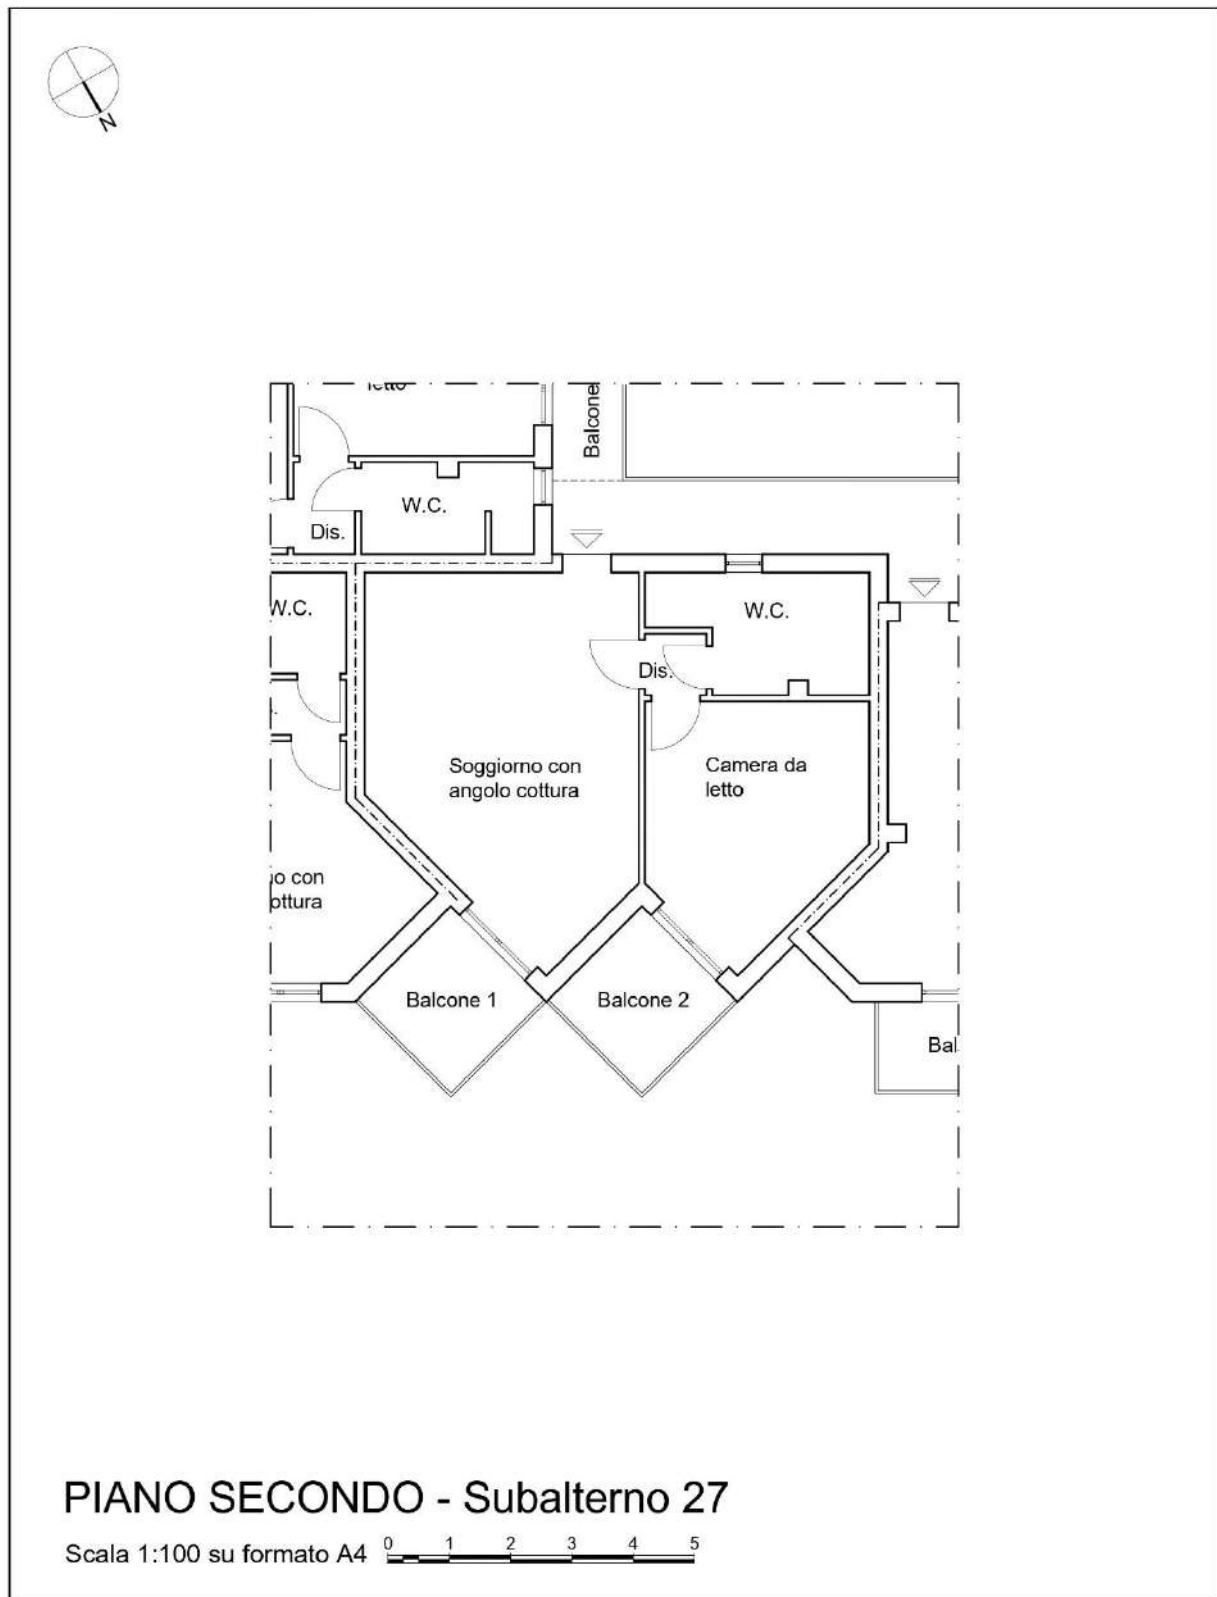 N
letto
Balcone
W.C.
Dis.
W.C.
W.C.
Dis.
Soggiorno con
angolo cottura
Camera da
letto
io con
ottura
Balcone 1
Balcone 2
Bal
PIANO SECONDO - Subalterno 27
Scala 1:100 su formato A4
0 1 2 3 4 5